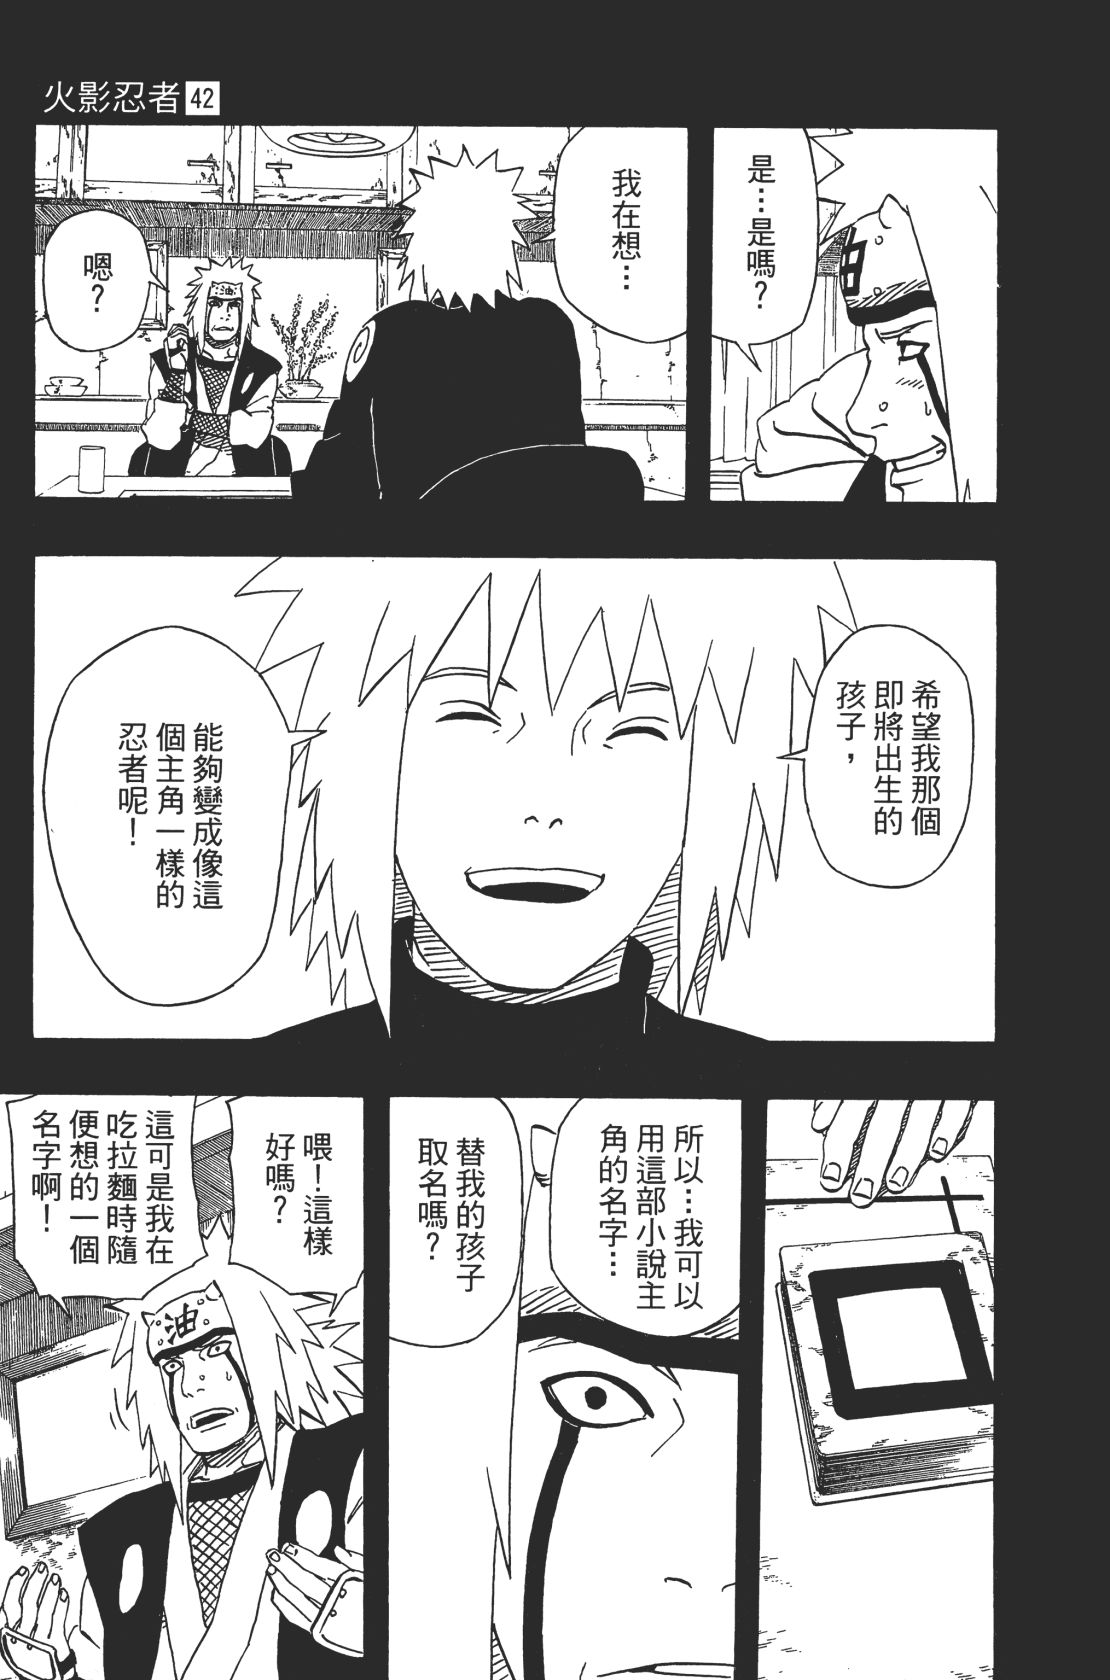 火影忍者42
是…是嗎？
我在想…
嗯？
希望我那個
即將出生的
孩子，
能夠變成像這
個主角一樣的
忍者呢！
所以…我可以
用這部小說主
角的名字…
替我的孩子
取名嗎？
喂！這樣
好嗎？
這可是我在
吃拉麵時隨
便想的一個
名字啊！
油
油
油